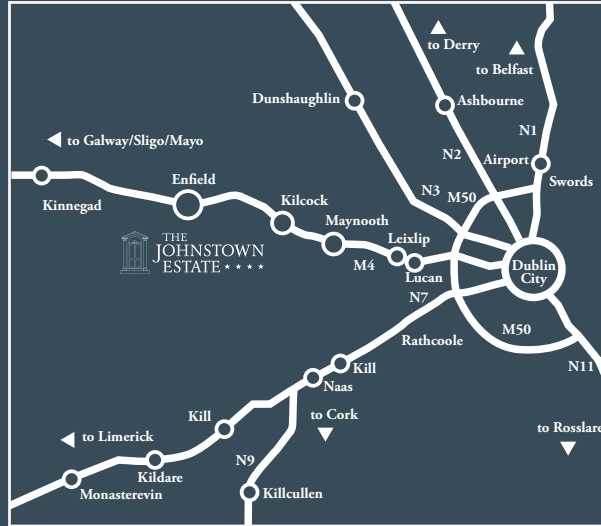 to Derry
to Belfast
Dunshaughlin
Ashbourne
N1
to Galway/Sligo/Mayo
N2
Airport
Enfield
Swords
N3
M50
Kinnegad
Kilcock
Maynooth
THE
JOHNSTOWN
ESTATE ★★★★
Leixlip
M4
Lucan
Dublin
City
N7
M50
Rathcoole
Kill
N11
Naas
Kill
to Cork
to Limerick
to Rosslare
N9
Kildare
Monasterevin
Killcullen